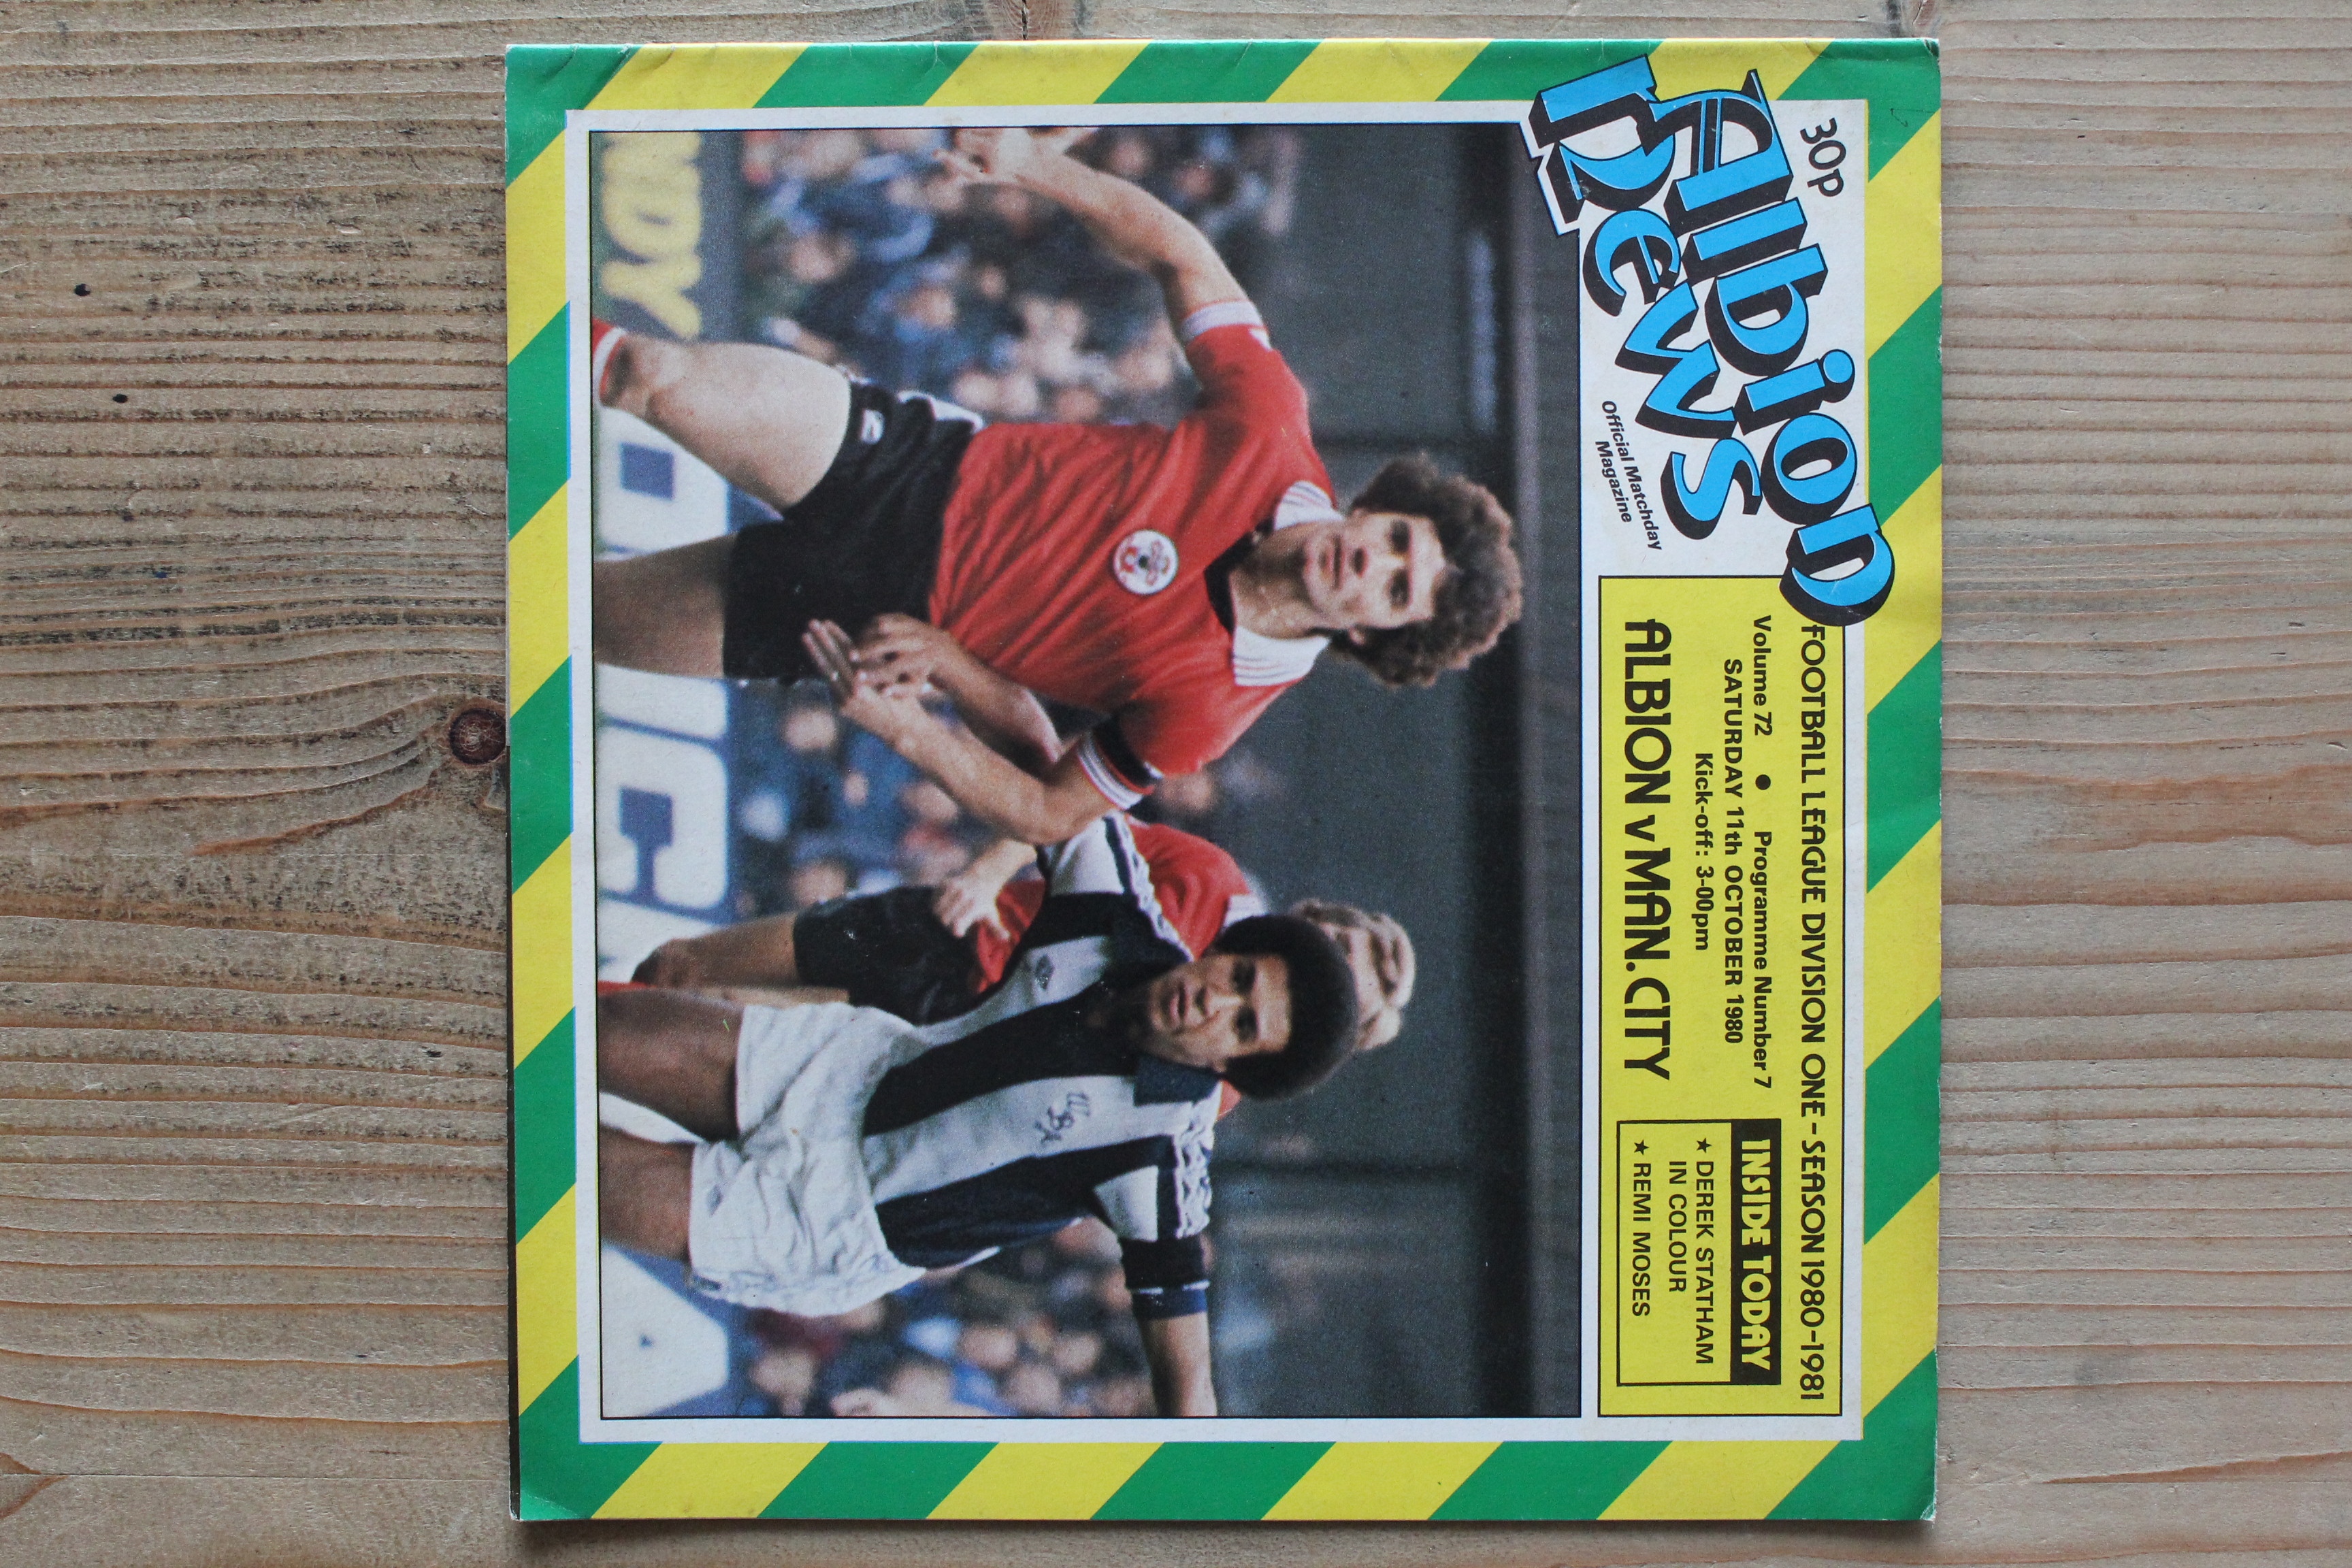 30p
Albion
News
Official Matchday
Magazine
FOOTBALL LEAGUE DIVISION ONE - SEASON 1980-1981
Volume 72 ● Programme Number 7
SATURDAY 11th OCTOBER 1980
Kick-off: 3-00pm
ALBION v MAN. CITY
INSIDE TODAY
★ DEREK STATHAM
IN COLOUR
★ REMI MOSES
WBA